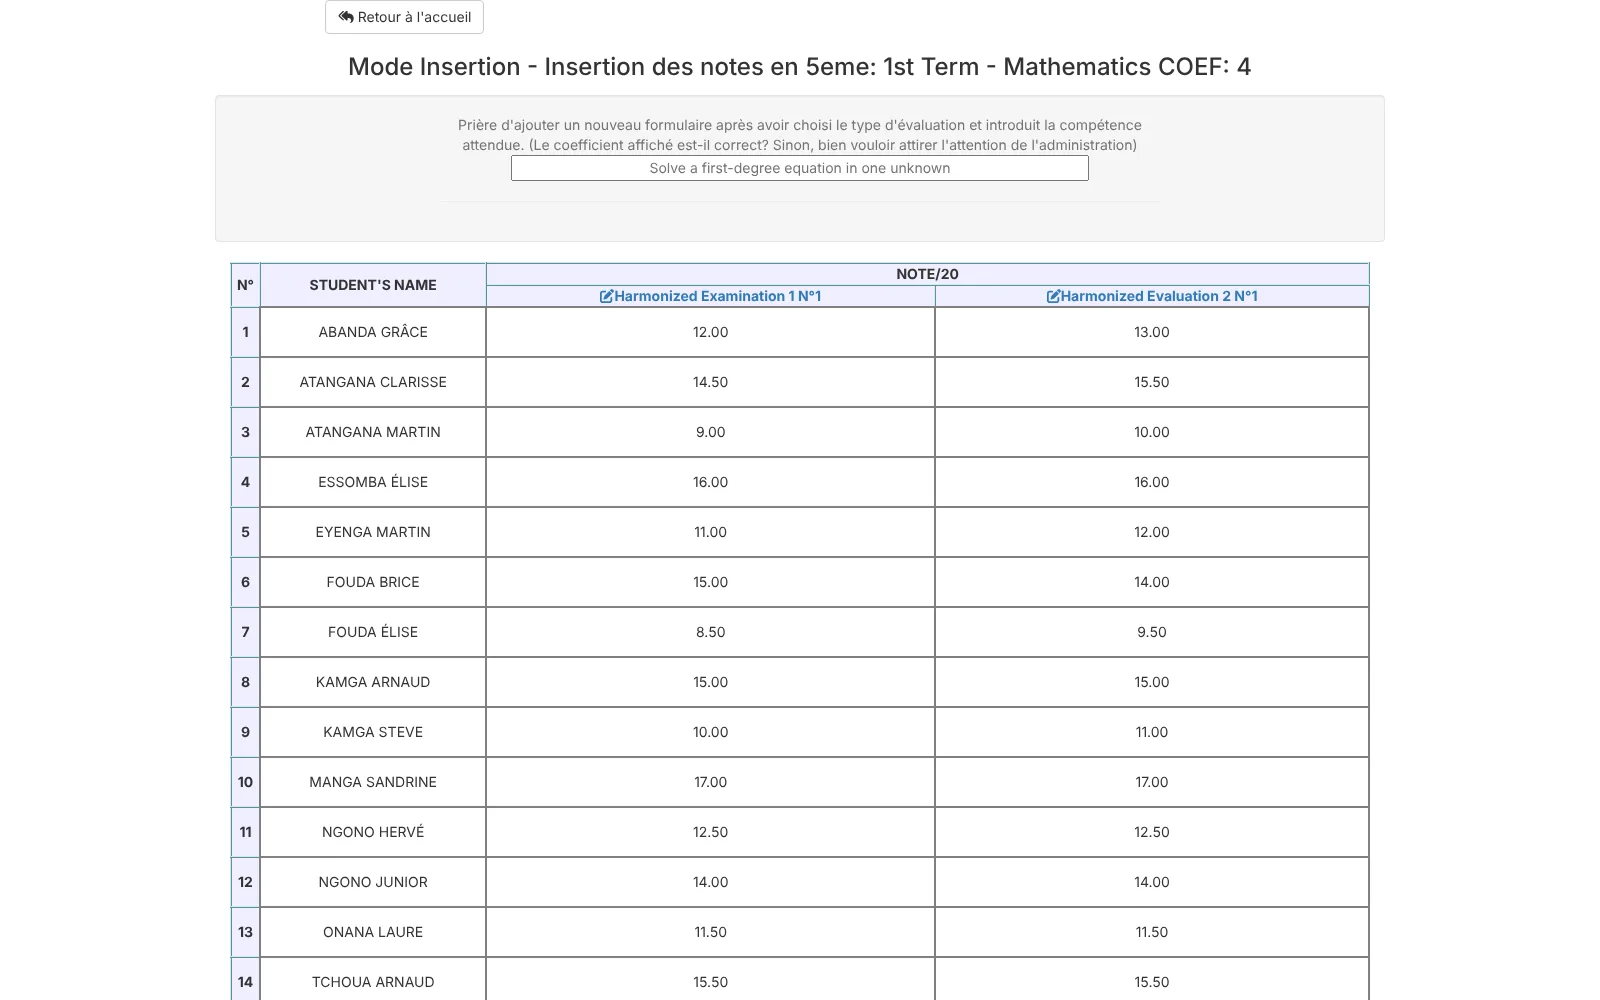 Retour à l'accueil
Mode Insertion - Insertion des notes en 5eme: 1st Term - Mathematics COEF: 4
Prière d'ajouter un nouveau formulaire après avoir choisi le type d'évaluation et introduit la compétence
attendue. (Le coefficient affiché est-il correct? Sinon, bien vouloir attirer l'attention de l'administration)
Solve a first-degree equation in one unknown
N° STUDENT'S NAME NOTE/20
Harmonized Examination 1 N°1 Harmonized Evaluation 2 N°1
1 ABANDA GRÂCE 12.00 13.00
2 ATANGANA CLARISSE 14.50 15.50
3 ATANGANA MARTIN 9.00 10.00
4 ESSOMBA ÉLISE 16.00 16.00
5 EYENGA MARTIN 11.00 12.00
6 FOUDA BRICE 15.00 14.00
7 FOUDA ÉLISE 8.50 9.50
8 KAMGA ARNAUD 15.00 15.00
9 KAMGA STEVE 10.00 11.00
10 MANGA SANDRINE 17.00 17.00
11 NGONO HERVÉ 12.50 12.50
12 NGONO JUNIOR 14.00 14.00
13 ONANA LAURE 11.50 11.50
14 TCHOUA ARNAUD 15.50 15.50